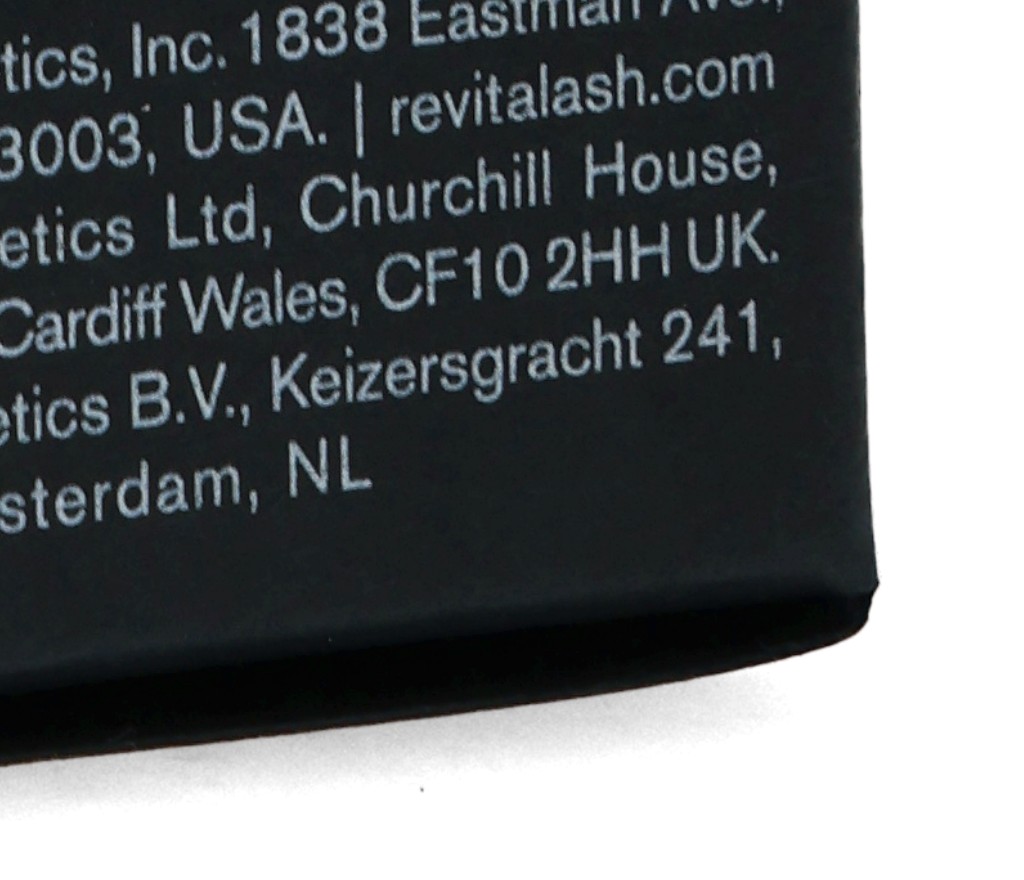 tics, Inc. 1838 Eastman Ave.,
3003, USA. | revitalash.com
etics Ltd, Churchill House,
Cardiff Wales, CF10 2HH UK.
etics B.V., Keizersgracht 241,
sterdam, NL